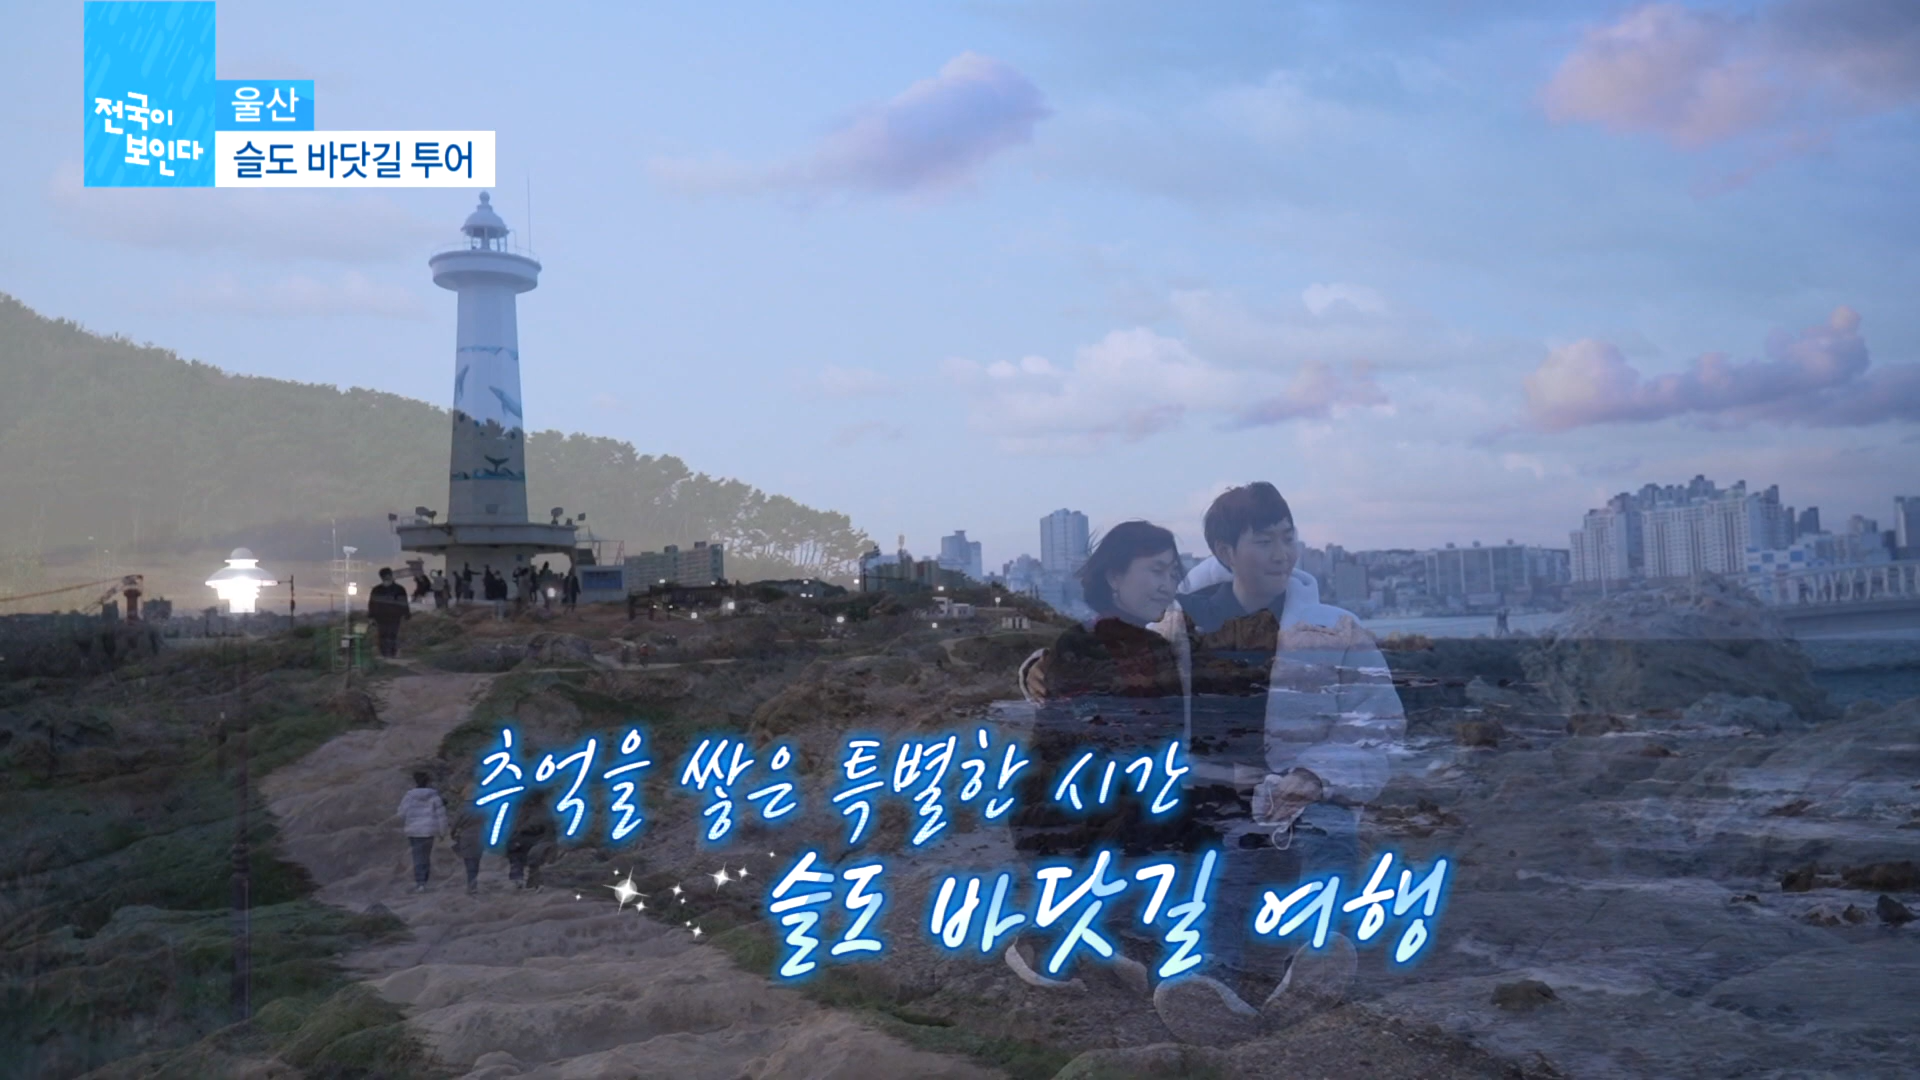 전국이
보인다
울산
슬도 바닷길 투어
추억을 쌓은 특별한 시간
슬도 바닷길 여행